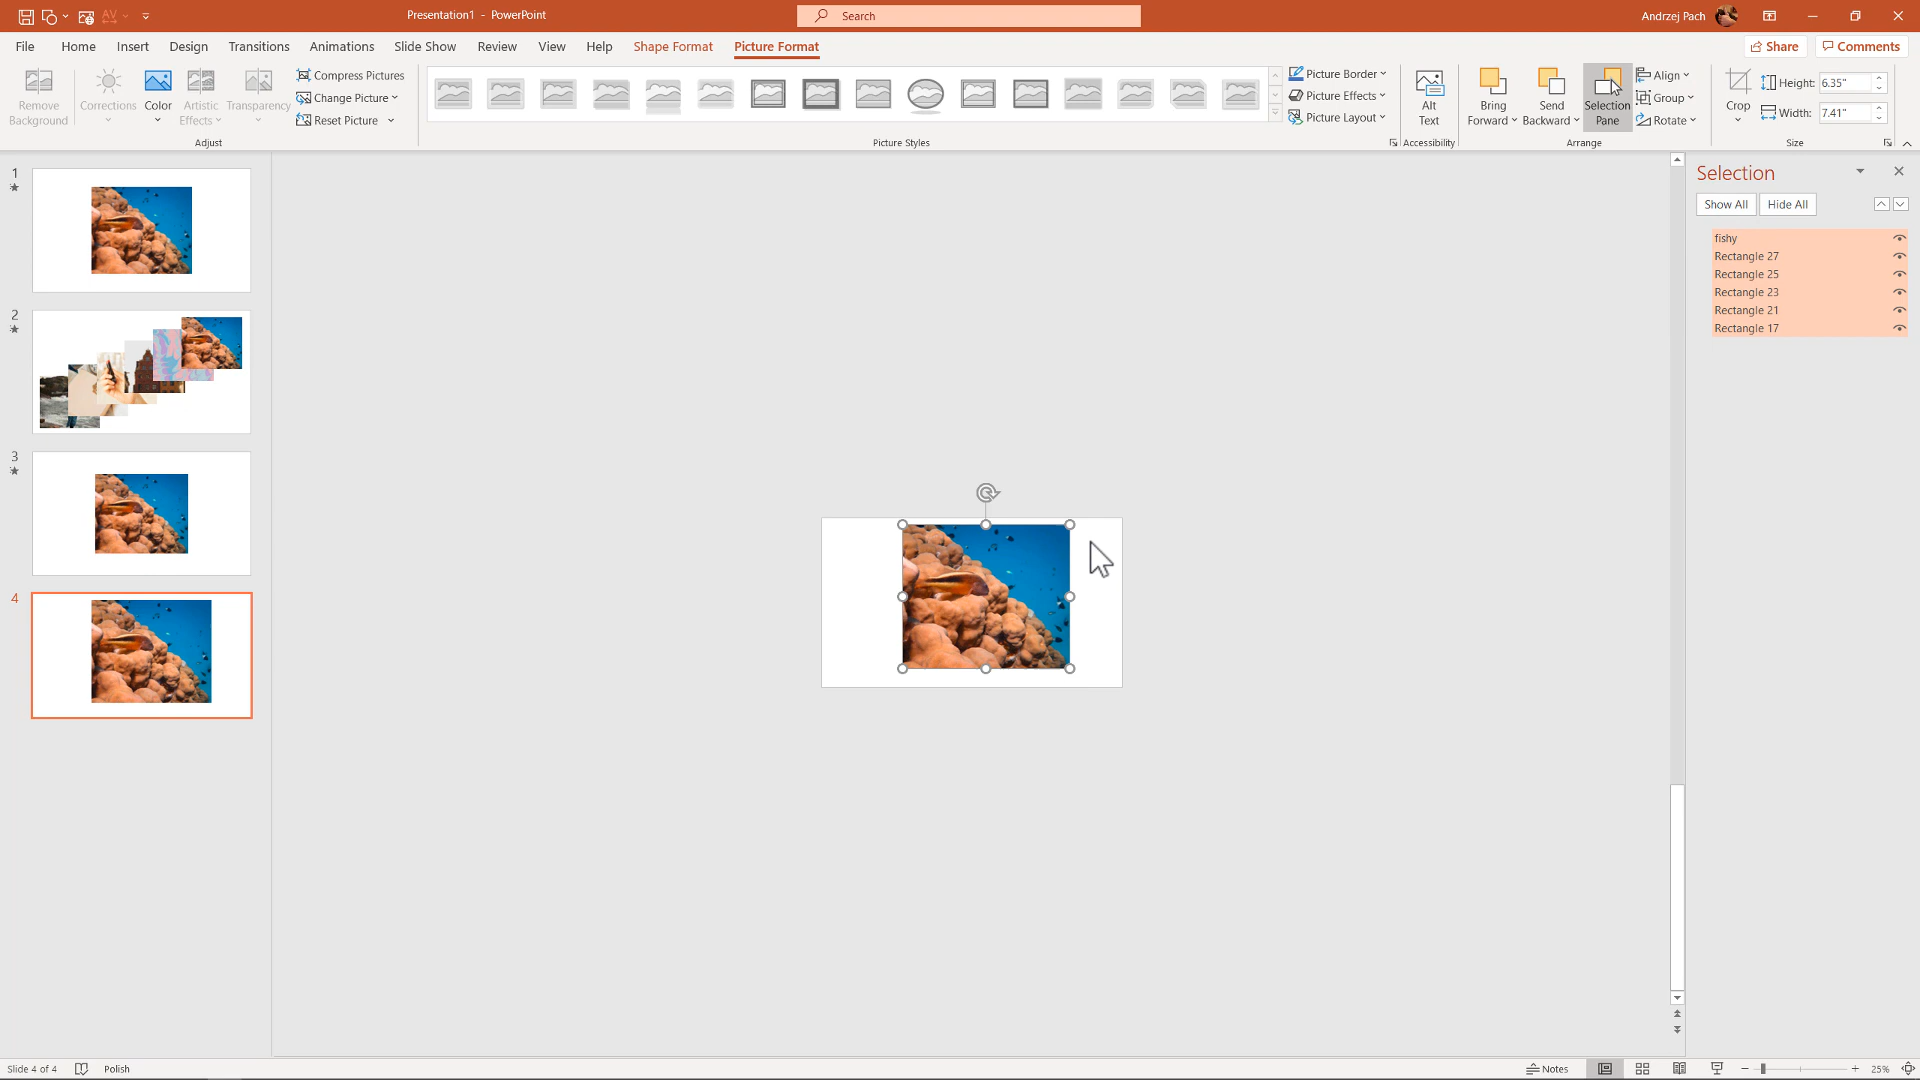 Presentation1 - PowerPoint
Search
Andrzej Pach
File Home Insert Design Transitions Animations Slide Show Review View Help Shape Format Picture Format
Share Comments
Remove Background
Corrections
Color
Artistic Effects
Transparency
Compress Pictures
Change Picture
Reset Picture
Adjust
Picture Styles
Picture Border
Picture Effects
Picture Layout
Alt Text
Accessibility
Bring Forward
Send Backward
Selection Pane
Align
Group
Rotate
Arrange
Crop
Height: 6.35"
Width: 7.41"
Size
1
2
3
4
Selection
Show All Hide All
fishy
Rectangle 27
Rectangle 25
Rectangle 23
Rectangle 21
Rectangle 17
Slide 4 of 4 Polish
Notes
25%